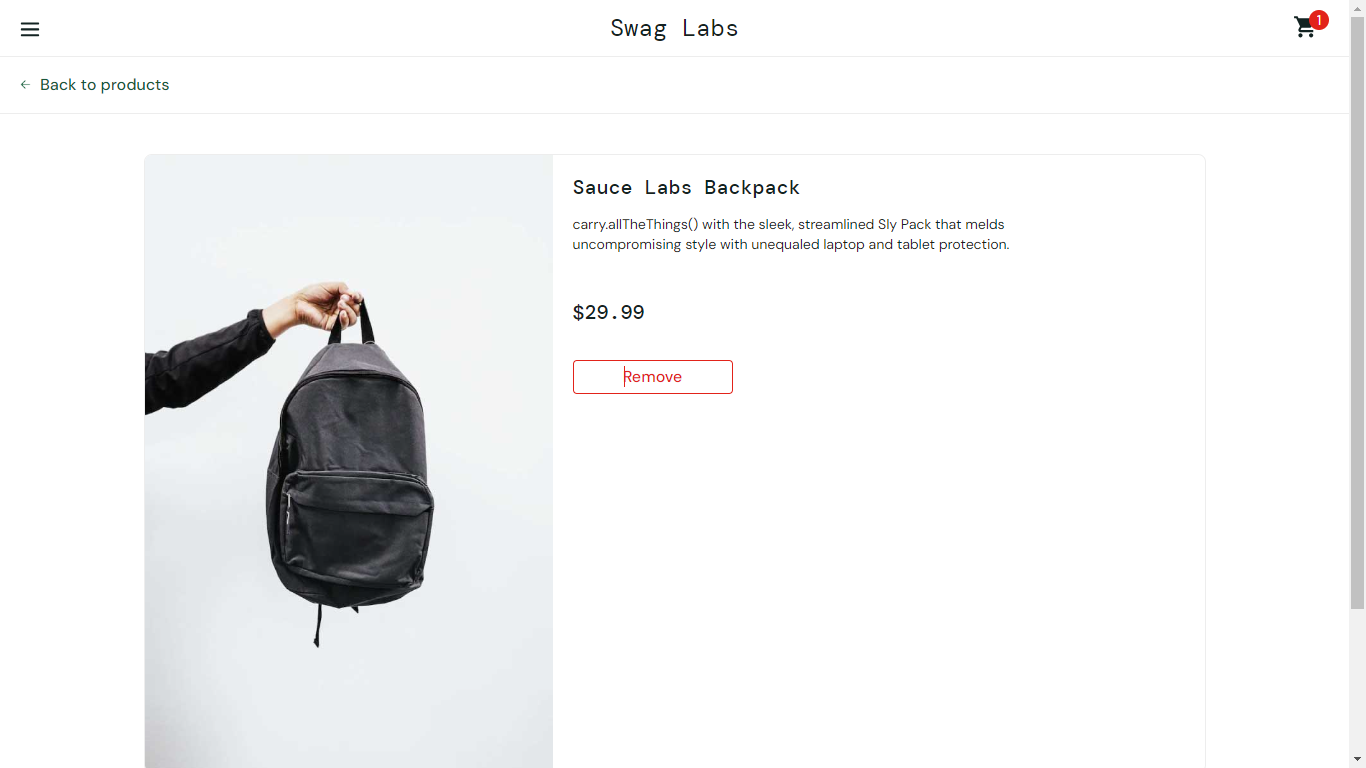 Swag Labs
1
Back to products
Sauce Labs Backpack
carry.allTheThings() with the sleek, streamlined Sly Pack that melds
uncompromising style with unequaled laptop and tablet protection.
$29.99
Remove